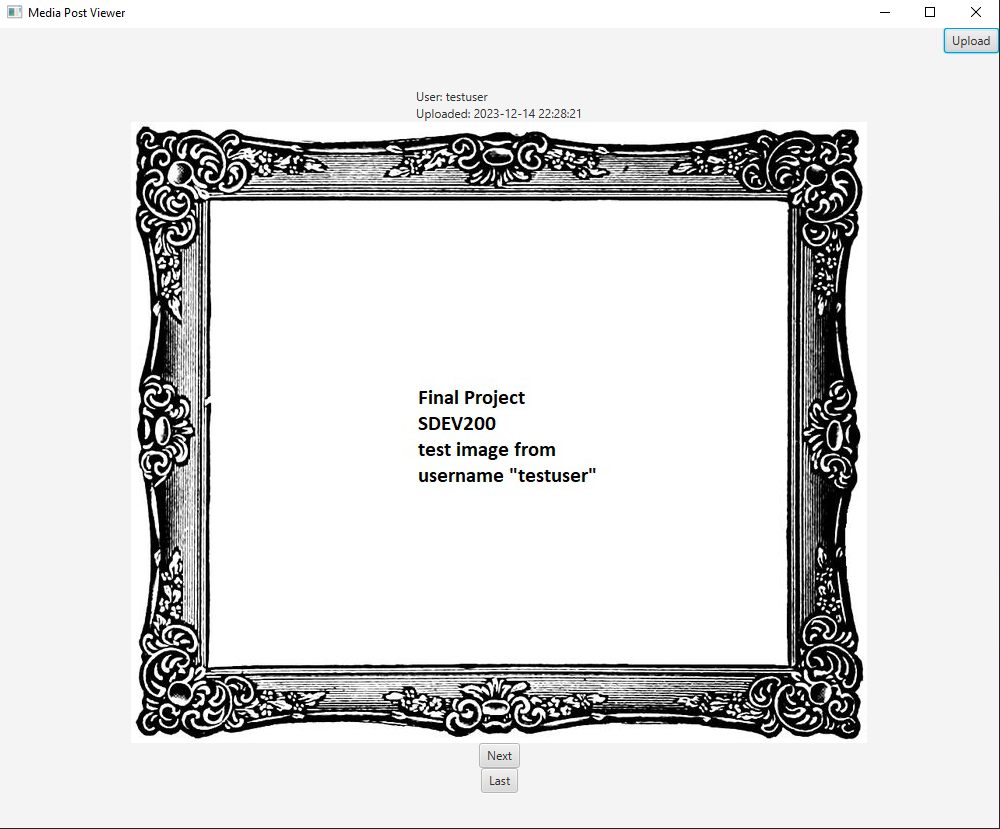 Media Post Viewer
Upload
User: testuser
Uploaded: 2023-12-14 22:28:21
Final Project
SDEV200
test image from
username "testuser"
Next
Last